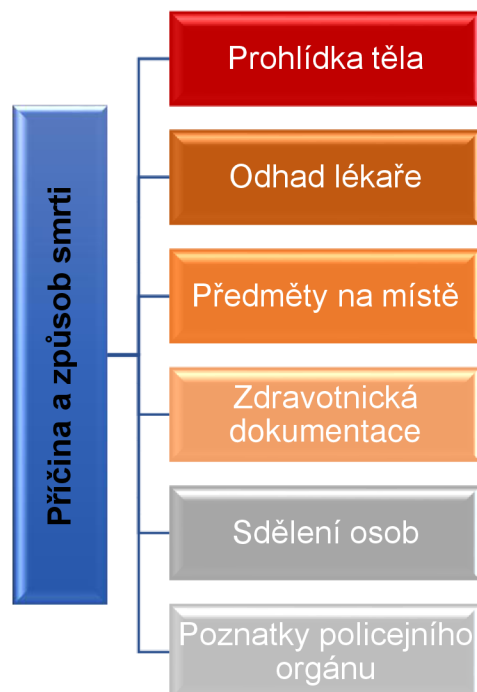 Příčina a způsob smrti
Prohlídka těla
Odhad lékaře
Předměty na místě
Zdravotnická
dokumentace
Sdělení osob
Poznatky policejního
orgánu